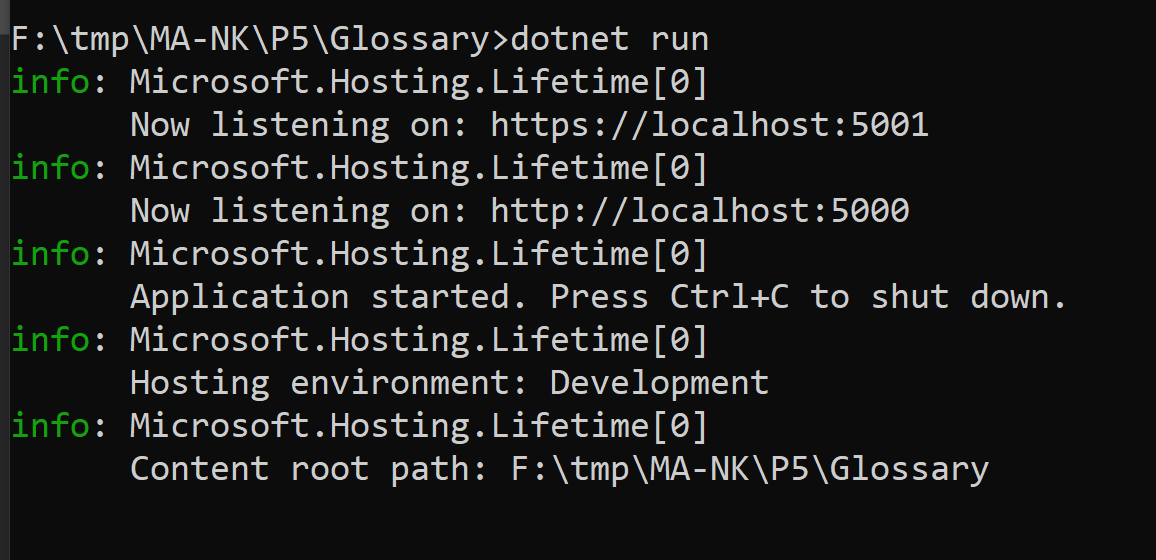 F:\tmp\MA-NK\P5\Glossary>dotnet run
info: Microsoft.Hosting.Lifetime[0]
      Now listening on: https://localhost:5001
info: Microsoft.Hosting.Lifetime[0]
      Now listening on: http://localhost:5000
info: Microsoft.Hosting.Lifetime[0]
      Application started. Press Ctrl+C to shut down.
info: Microsoft.Hosting.Lifetime[0]
      Hosting environment: Development
info: Microsoft.Hosting.Lifetime[0]
      Content root path: F:\tmp\MA-NK\P5\Glossary